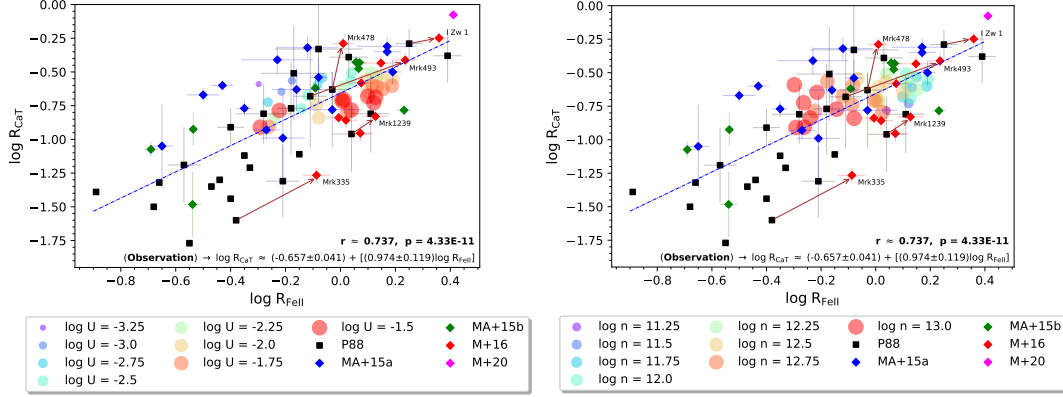 −0.25
−0.50
−0.75
−1.00
−1.25
−1.50
−1.75
log R_CaT
Mrk478
I Zw 1
Mrk493
Mrk1239
Mrk335
r ≈ 0.737, p = 4.33E-11
(Observation) → log R_CaT ≈ (-0.657±0.041) + [(0.974±0.119)log R_FeII]
−0.8 −0.6 −0.4 −0.2 0.0 0.2 0.4
log R_FeII
log U = -3.25
log U = -3.0
log U = -2.75
log U = -2.5
log U = -2.25
log U = -2.0
log U = -1.75
log U = -1.5
P88
MA+15a
MA+15b
M+16
M+20
−0.25
−0.50
−0.75
−1.00
−1.25
−1.50
−1.75
log R_CaT
Mrk478
I Zw 1
Mrk493
Mrk1239
Mrk335
r ≈ 0.737, p = 4.33E-11
(Observation) → log R_CaT ≈ (-0.657±0.041) + [(0.974±0.119)log R_FeII]
−0.8 −0.6 −0.4 −0.2 0.0 0.2 0.4
log R_FeII
log n = 11.25
log n = 11.5
log n = 11.75
log n = 12.0
log n = 12.25
log n = 12.5
log n = 12.75
log n = 13.0
P88
MA+15a
MA+15b
M+16
M+20